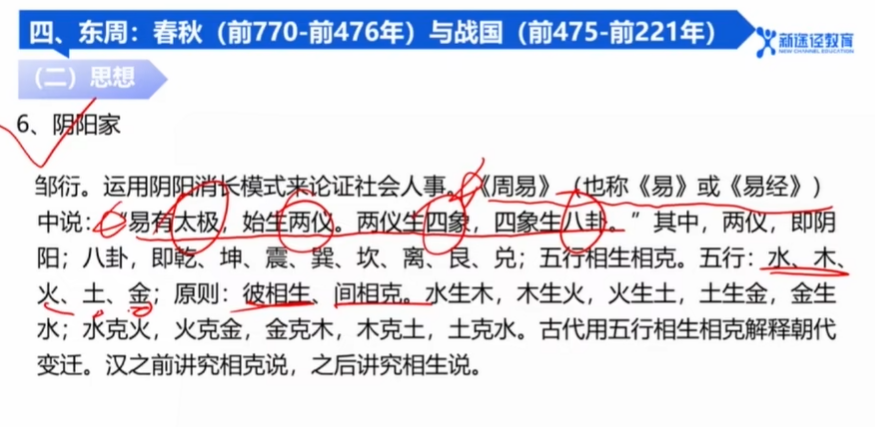 四、东周：春秋（前770-前476年）与战国（前475-前221年）
新途径教育
NEW CHANNEL EDUCATION
（二）思想
6、阴阳家
邹衍。运用阴阳消长模式来论证社会人事。《周易》（也称《易》或《易经》）
中说：“易有太极，始生两仪。两仪生四象，四象生八卦。”其中，两仪，即阴
阳；八卦，即乾、坤、震、巽、坎、离、艮、兑；五行相生相克。五行：水、木、
火、土、金；原则：彼相生、间相克。水生木，木生火，火生土，土生金，金生
水；水克火，火克金，金克木，木克土，土克水。古代用五行相生相克解释朝代
变迁。汉之前讲究相克说，之后讲究相生说。